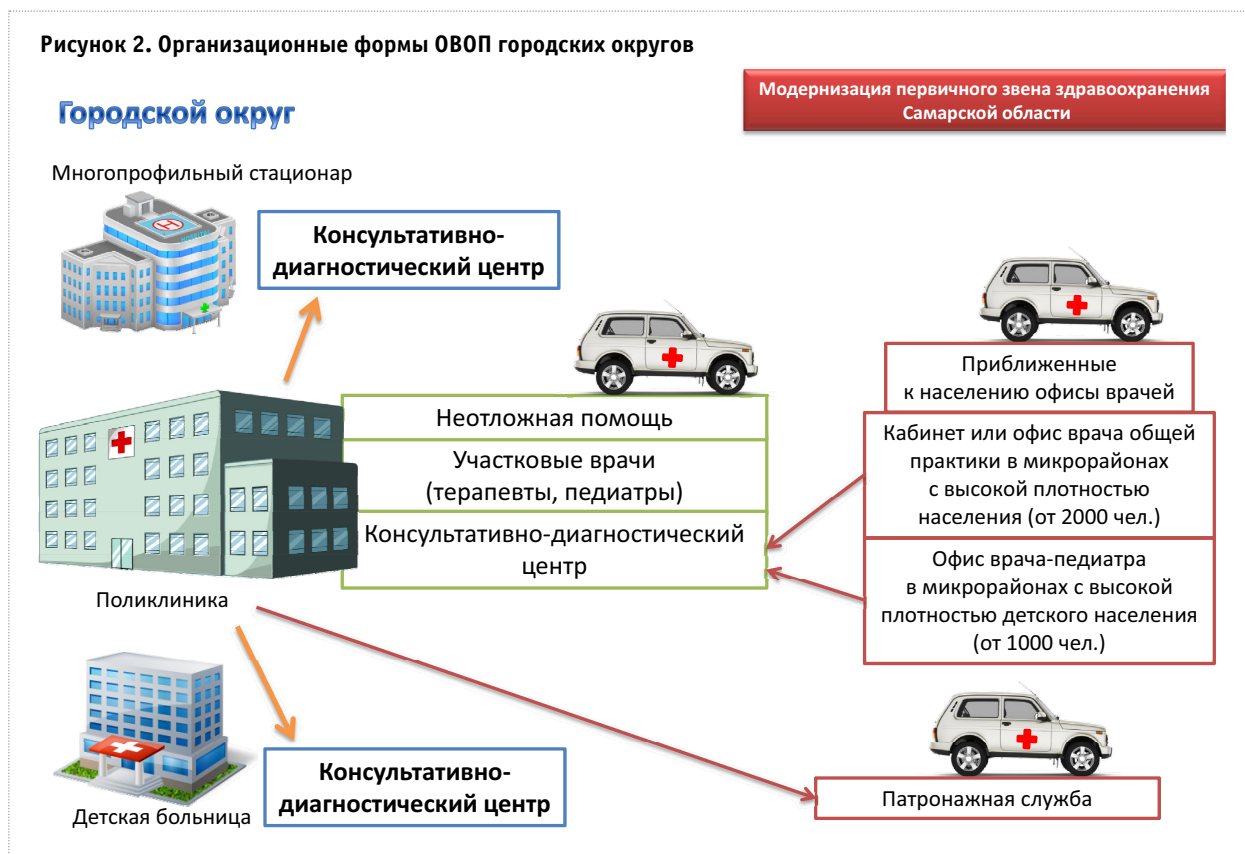 Рисунок 2. Организационные формы ОВОП городских округов
Модернизация первичного звена здравоохранения
Самарской области
Городской округ
Многопрофильный стационар
Консультативно-
диагностический центр
Приближенные
к населению офисы врачей
Неотложная помощь
Участковые врачи
(терапевты, педиатры)
Консультативно-диагностический
центр
Кабинет или офис врача общей
практики в микрорайонах
с высокой плотностью
населения (от 2000 чел.)
Офис врача-педиатра
в микрорайонах с высокой
плотностью детского населения
(от 1000 чел.)
Поликлиника
Детская больница
Консультативно-
диагностический центр
Патронажная служба